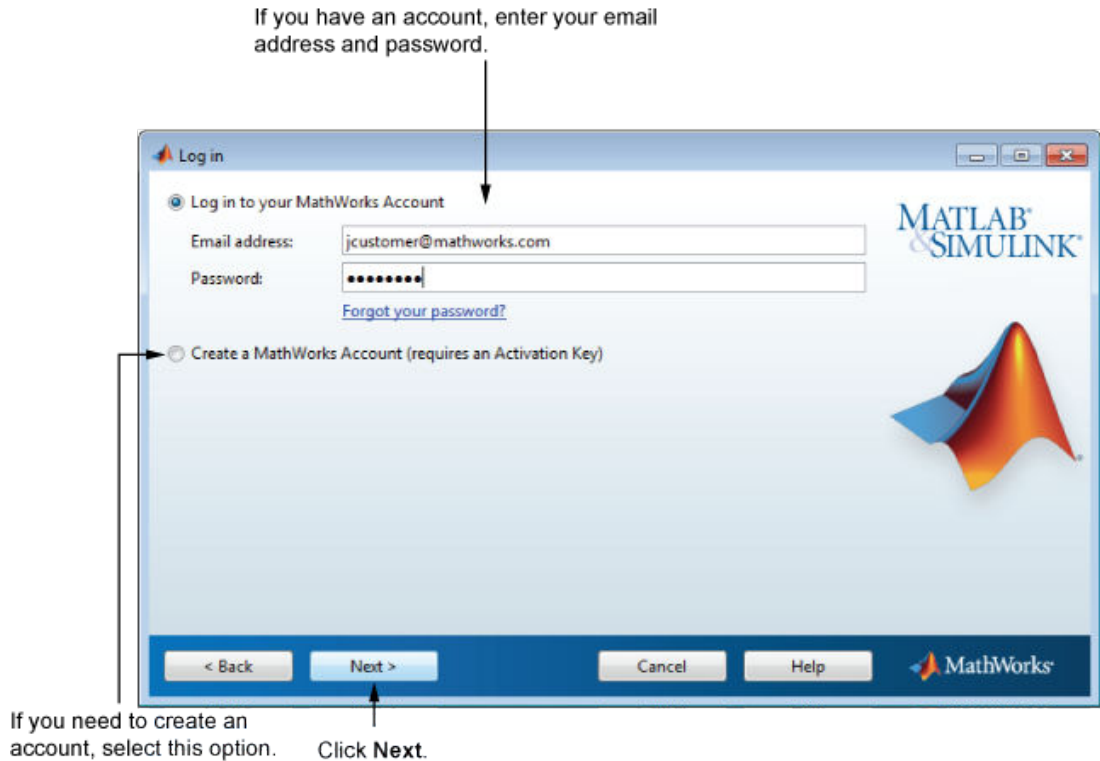 If you have an account, enter your email
address and password.
Log in
Log in to your MathWorks Account
MATLAB®
&SIMULINK®
Email address:
jcustomer@mathworks.com
Password:
••••••••
Forgot your password?
Create a MathWorks Account (requires an Activation Key)
< Back
Next >
Cancel
Help
MathWorks®
If you need to create an
account, select this option.
Click Next.